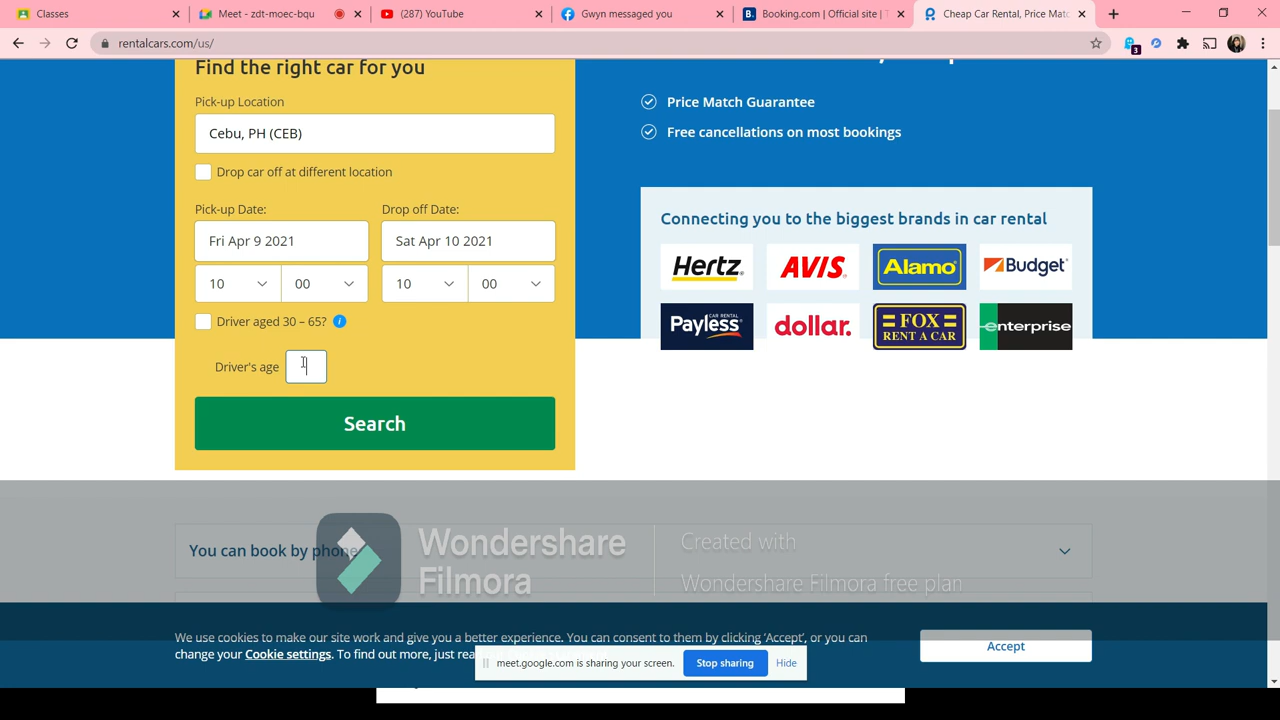 Classes
Meet - zdt-moec-bqu
(287) YouTube
Gwyn messaged you
Booking.com | Official site | T
Cheap Car Rental, Price Matc
rentalcars.com/us/
3
Find the right car for you
Pick-up Location
Cebu, PH (CEB)
Drop car off at different location
Pick-up Date:
Drop off Date:
Fri Apr 9 2021
Sat Apr 10 2021
10
00
10
00
Driver aged 30 – 65?
i
Driver's age
Search
Price Match Guarantee
Free cancellations on most bookings
Connecting you to the biggest brands in car rental
Hertz
AVIS
Alamo
Budget
CAR RENTAL
Payless
dollar.
FOX
RENT A CAR
enterprise
You can book by phone
Wondershare
Filmora
Created with
Wondershare Filmora free plan
We use cookies to make our site work and give you a better experience. You can consent to them by clicking 'Accept', or you can
change your Cookie settings. To find out more, just rea
Accept
meet.google.com is sharing your screen.
Stop sharing
Hide